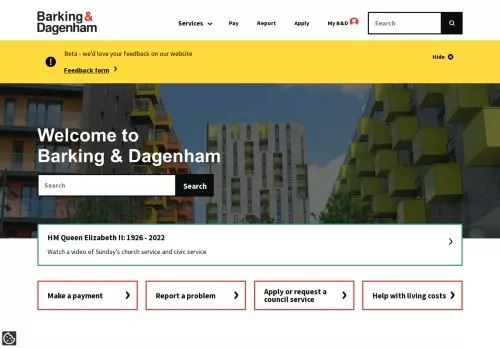 Barking &
Dagenham
Services
Pay
Report
Apply
My B&D
Search
Beta - we'd love your feedback on our website
Feedback form
Hide
Welcome to
Barking & Dagenham
Search
Search
HM Queen Elizabeth II: 1926 - 2022
Watch a video of Sunday's church service and civic service
Make a payment
Report a problem
Apply or request a
council service
Help with living costs